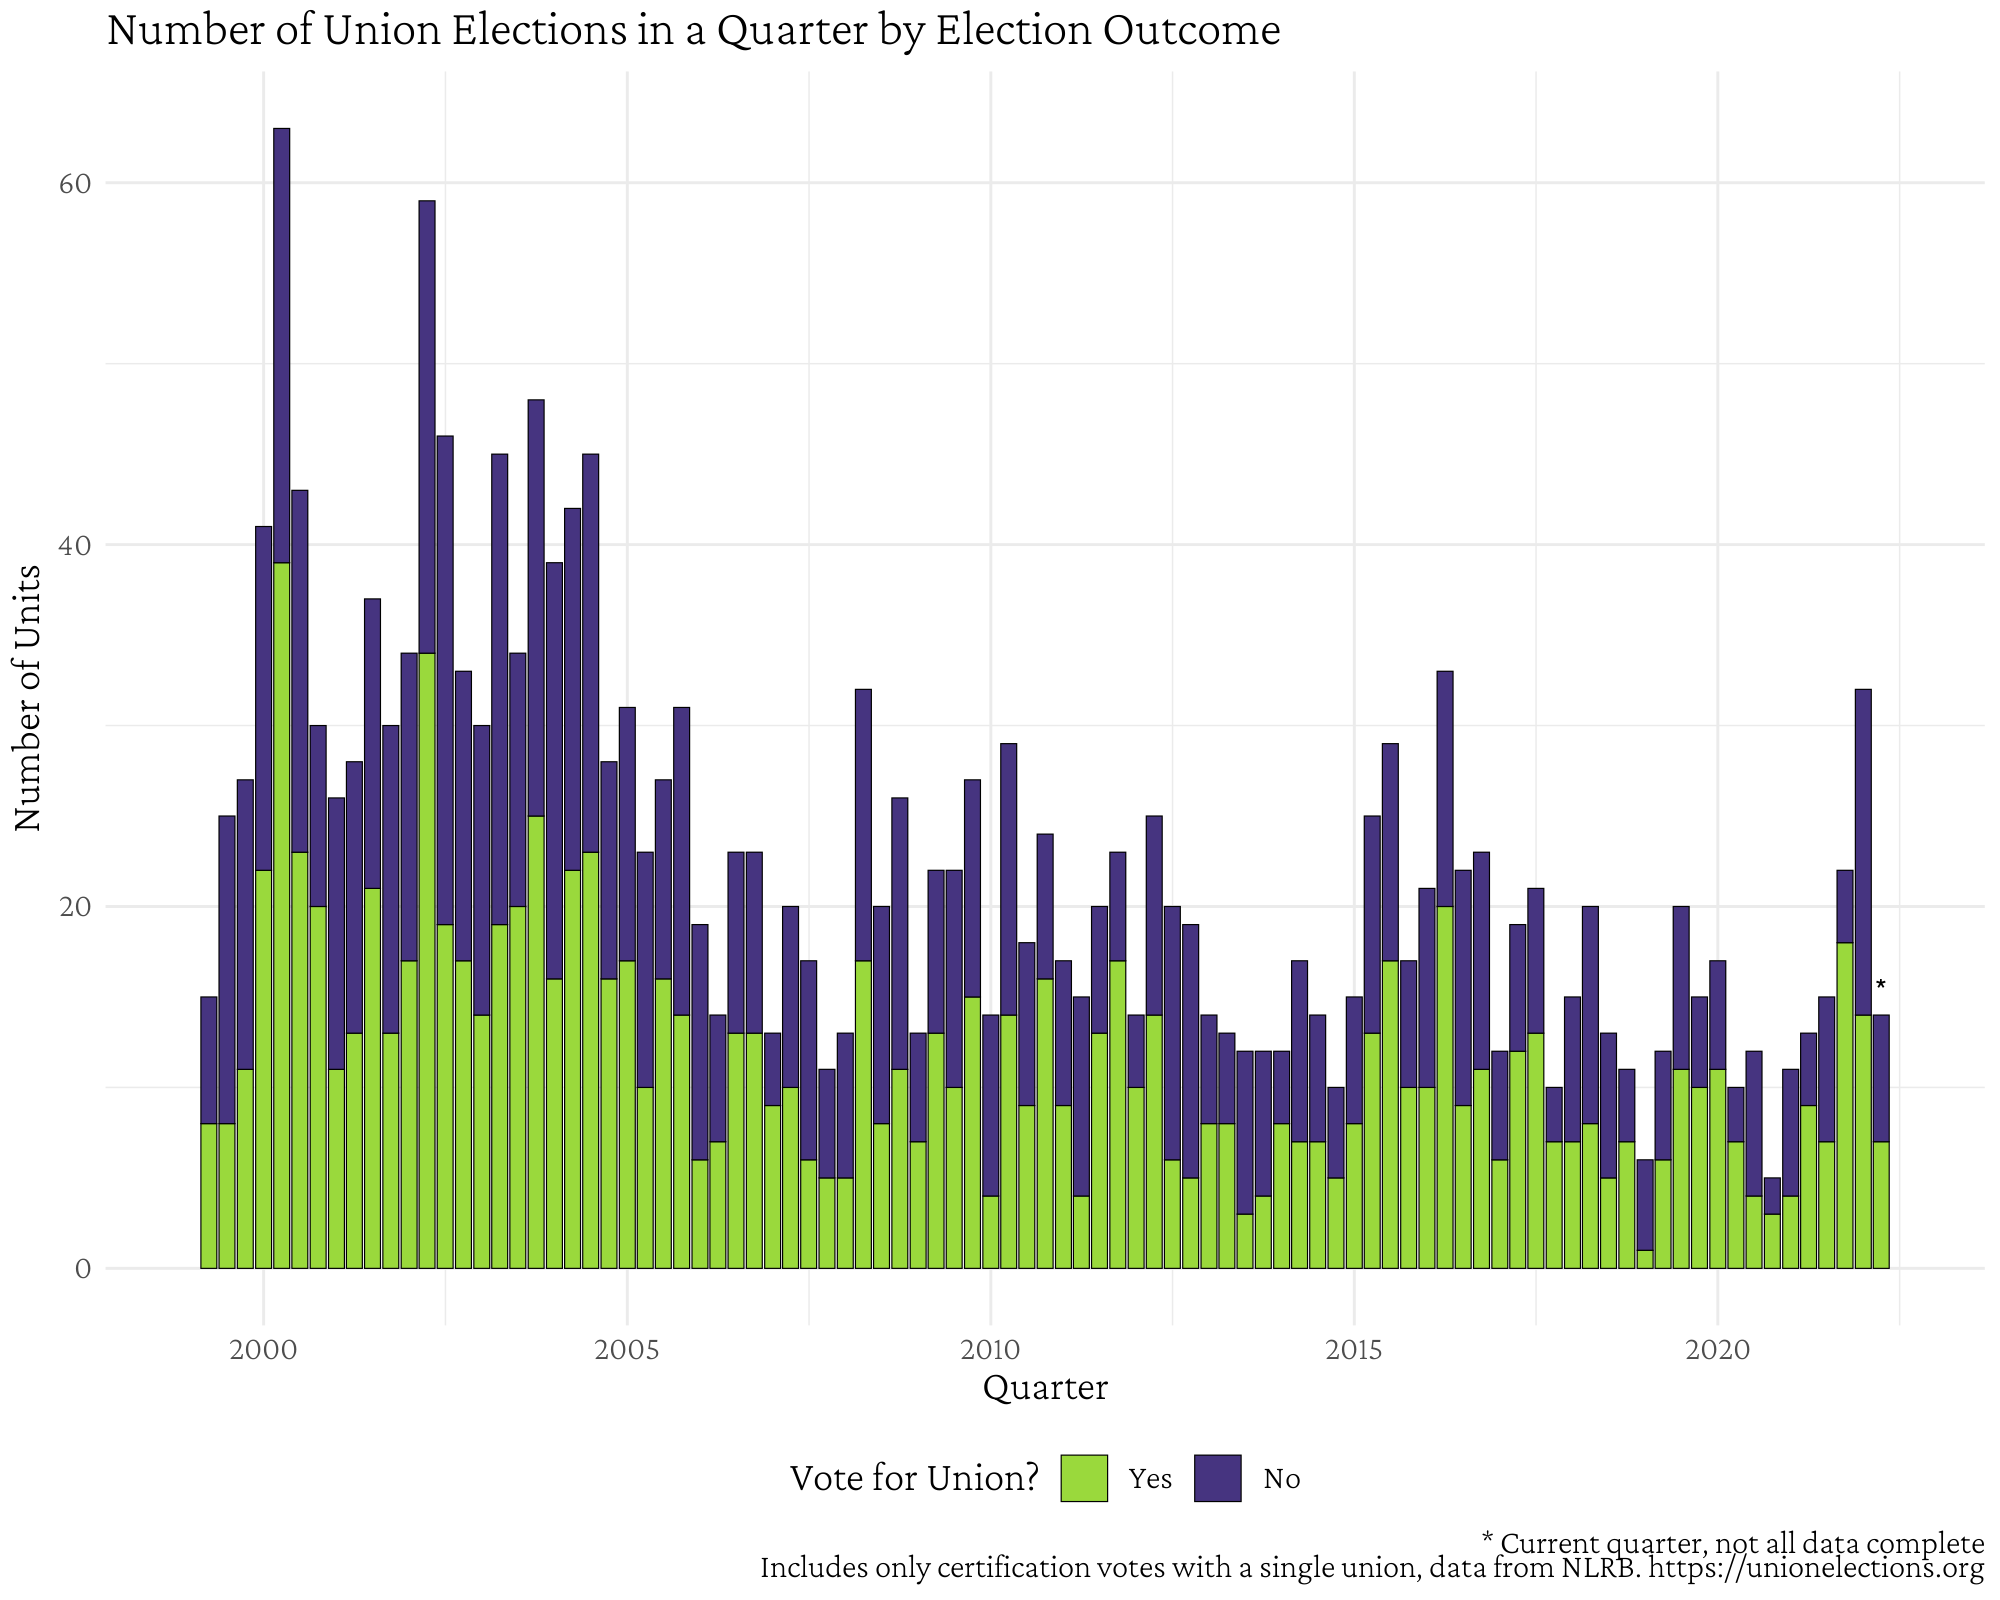 Number of Union Elections in a Quarter by Election Outcome
Number of Units
60
40
20
0
*
2000 2005 2010 2015 2020
Quarter
Vote for Union? Yes No
* Current quarter, not all data complete
Includes only certification votes with a single union, data from NLRB. https://unionelections.org